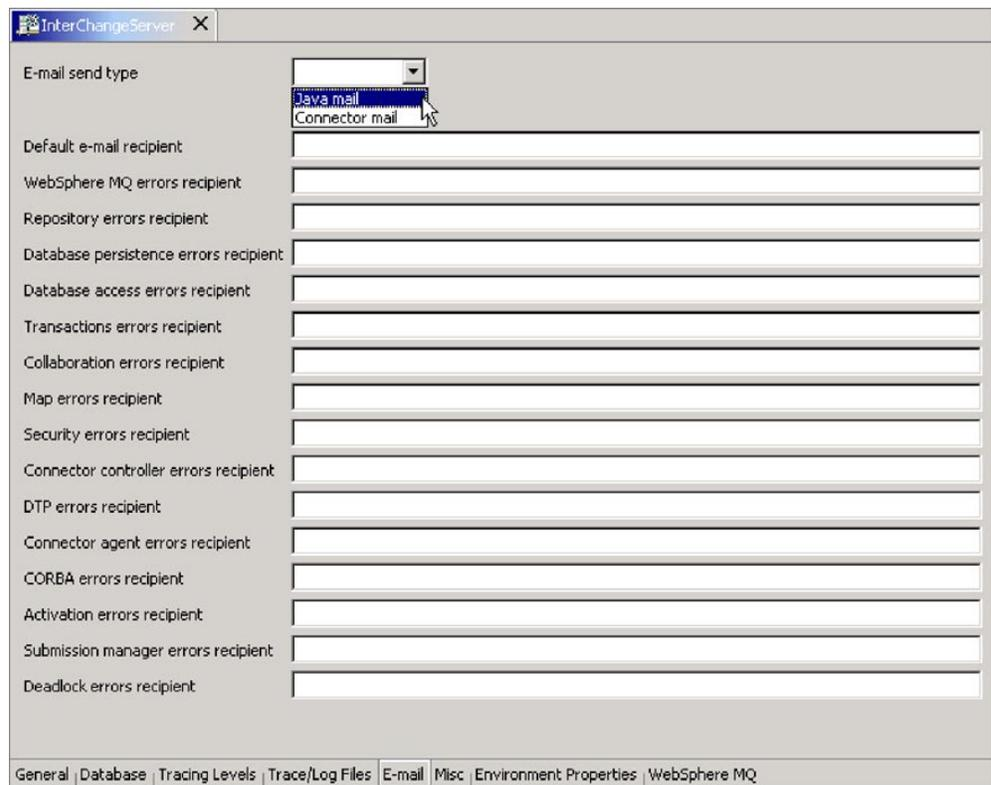 InterChangeServer
E-mail send type
Java mail
Connector mail
Default e-mail recipient
WebSphere MQ errors recipient
Repository errors recipient
Database persistence errors recipient
Database access errors recipient
Transactions errors recipient
Collaboration errors recipient
Map errors recipient
Security errors recipient
Connector controller errors recipient
DTP errors recipient
Connector agent errors recipient
CORBA errors recipient
Activation errors recipient
Submission manager errors recipient
Deadlock errors recipient
General Database Tracing Levels Trace/Log Files E-mail Misc Environment Properties WebSphere MQ